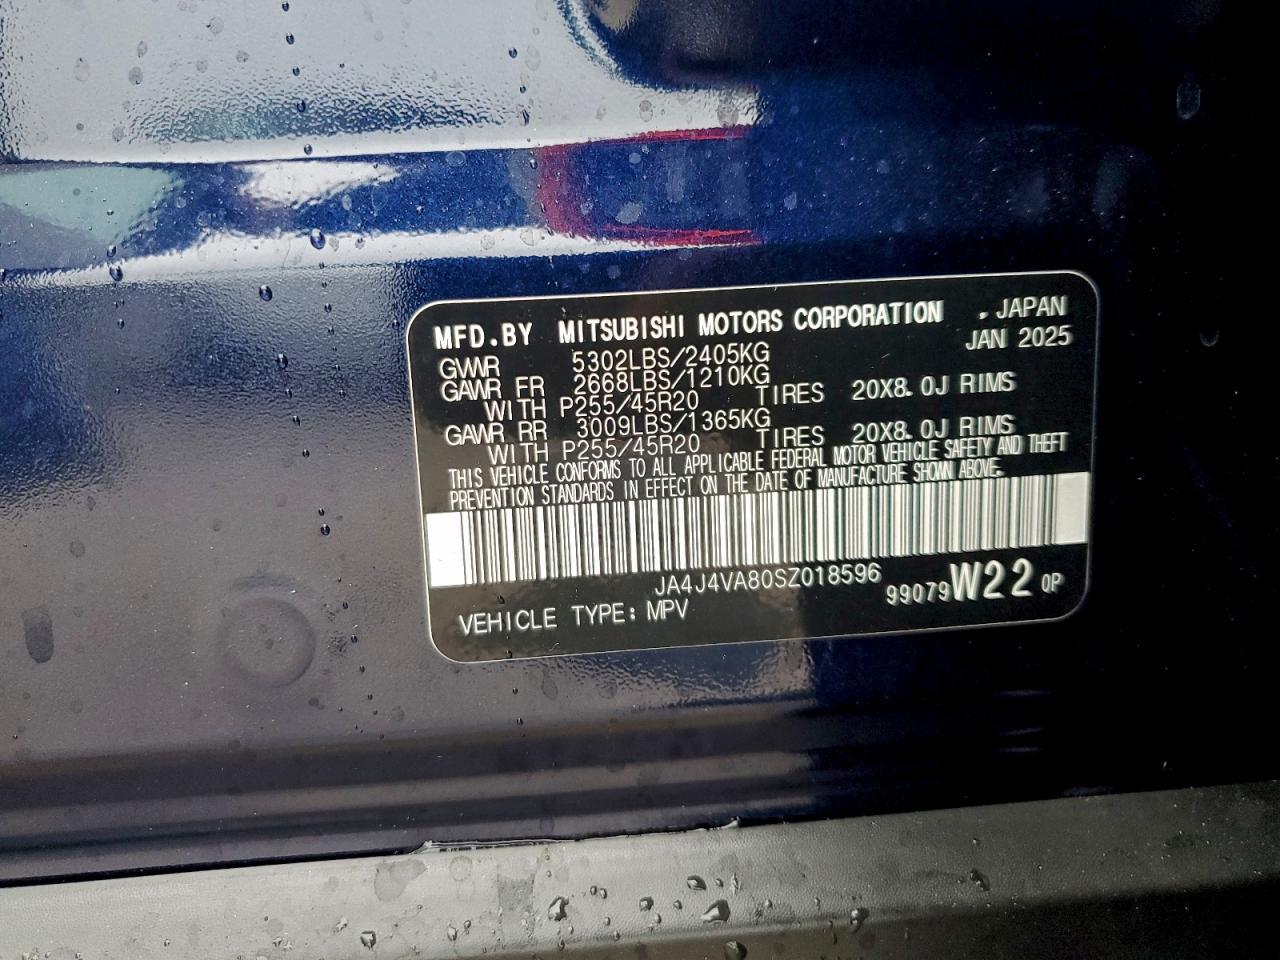 MFD.BY MITSUBISHI MOTORS CORPORATION . JAPAN
JAN 2025
GVWR 5302LBS/2405KG
GAWR FR 2668LBS/1210KG
WITH P255/45R20 TIRES 20X8.0J RIMS
GAWR RR 3009LBS/1365KG
WITH P255/45R20 TIRES 20X8.0J RIMS
THIS VEHICLE CONFORMS TO ALL APPLICABLE FEDERAL MOTOR VEHICLE SAFETY AND THEFT
PREVENTION STANDARDS IN EFFECT ON THE DATE OF MANUFACTURE SHOWN ABOVE.
JA4J4VA80SZ018596
99079W22 0P
VEHICLE TYPE: MPV